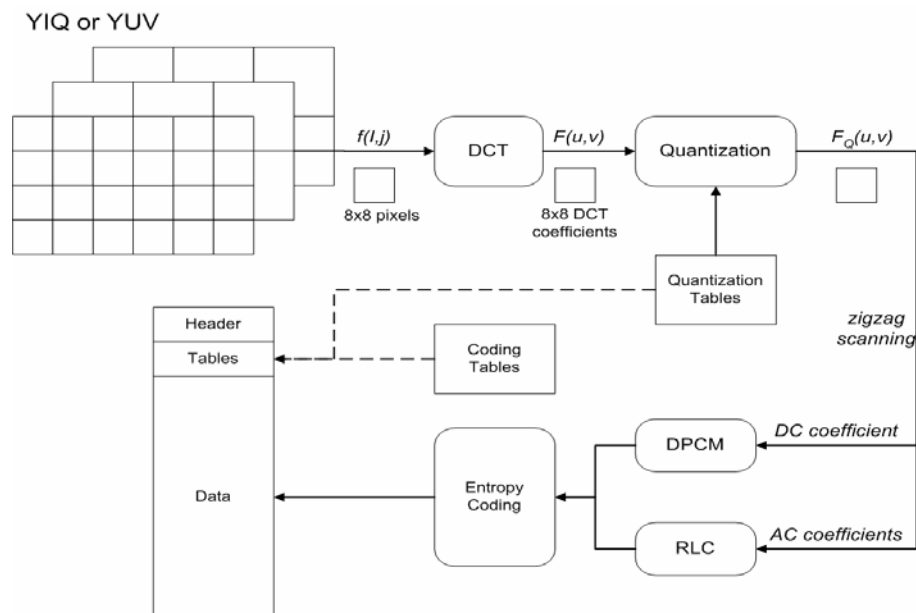 YIQ or YUV
f(I,j)
DCT
F(u,v)
Quantization
F_Q(u,v)
8x8 pixels
8x8 DCT
coefficients
Quantization
Tables
zigzag
scanning
Header
Tables
Coding
Tables
Data
Entropy
Coding
DPCM
DC coefficient
RLC
AC coefficients